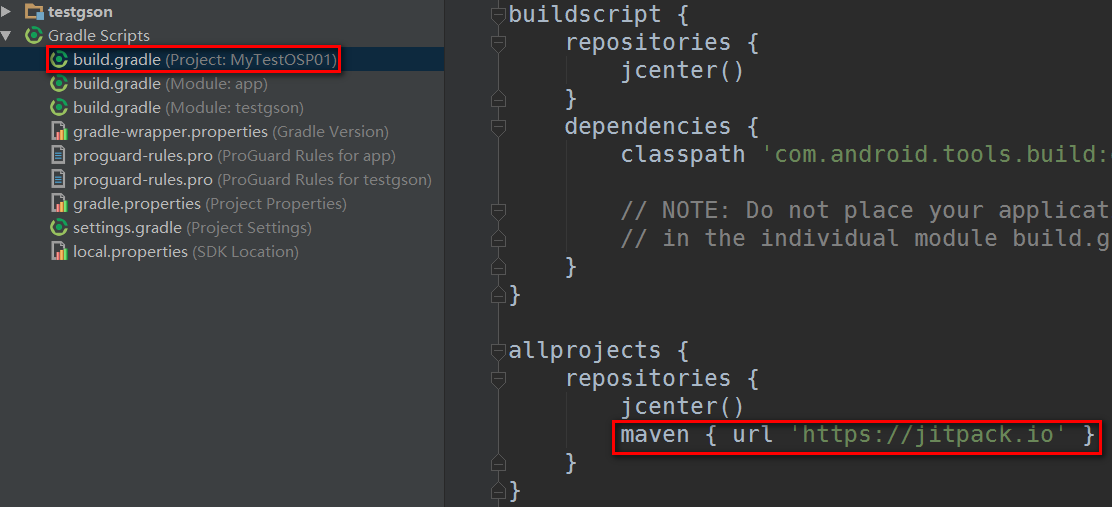 testgson
Gradle Scripts
build.gradle (Project: MyTestOSP01)
build.gradle (Module: app)
build.gradle (Module: testgson)
gradle-wrapper.properties (Gradle Version)
proguard-rules.pro (ProGuard Rules for app)
proguard-rules.pro (ProGuard Rules for testgson)
gradle.properties (Project Properties)
settings.gradle (Project Settings)
local.properties (SDK Location)
buildscript {
repositories {
jcenter()
}
dependencies {
classpath 'com.android.tools.build:
// NOTE: Do not place your applicat
// in the individual module build.g
}
}
allprojects {
repositories {
jcenter()
maven { url 'https://jitpack.io' }
}
}